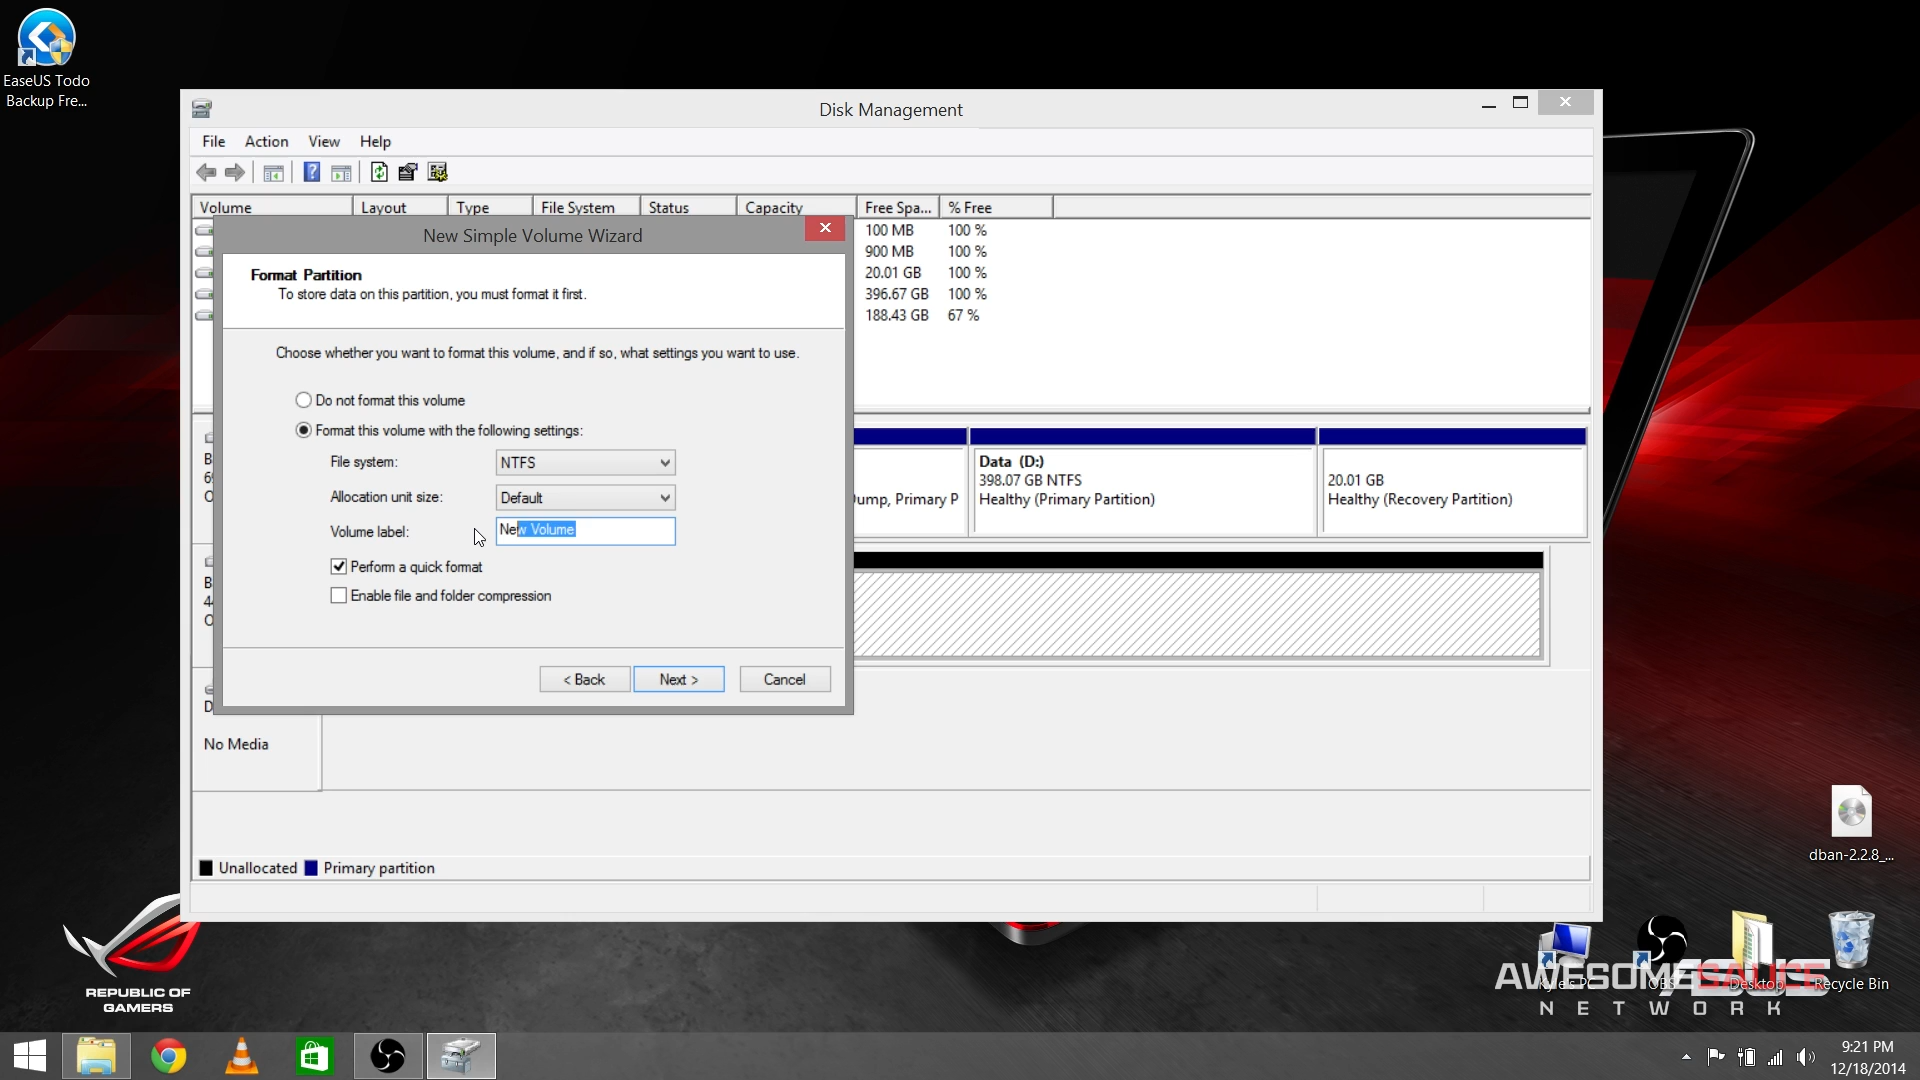 EaseUS Todo
Backup Fre...
Disk Management
File Action View Help
Volume Layout Type File System Status Capacity Free Spa... % Free
100 MB 100 %
900 MB 100 %
20.01 GB 100 %
396.67 GB 100 %
188.43 GB 67 %
New Simple Volume Wizard
Format Partition
To store data on this partition, you must format it first.
Choose whether you want to format this volume, and if so, what settings you want to use.
Do not format this volume
Format this volume with the following settings:
File system: NTFS
Allocation unit size: Default
Volume label: New Volume
Perform a quick format
Enable file and folder compression
< Back Next > Cancel
Data (D:)
398.07 GB NTFS
Healthy (Primary Partition)
20.01 GB
Healthy (Recovery Partition)
ump, Primary P
No Media
Unallocated Primary partition
dban-2.2.8_...
REPUBLIC OF
GAMERS
Desktop
Recycle Bin
AWESOMESAUCE
NETWORK
9:21 PM
12/18/2014